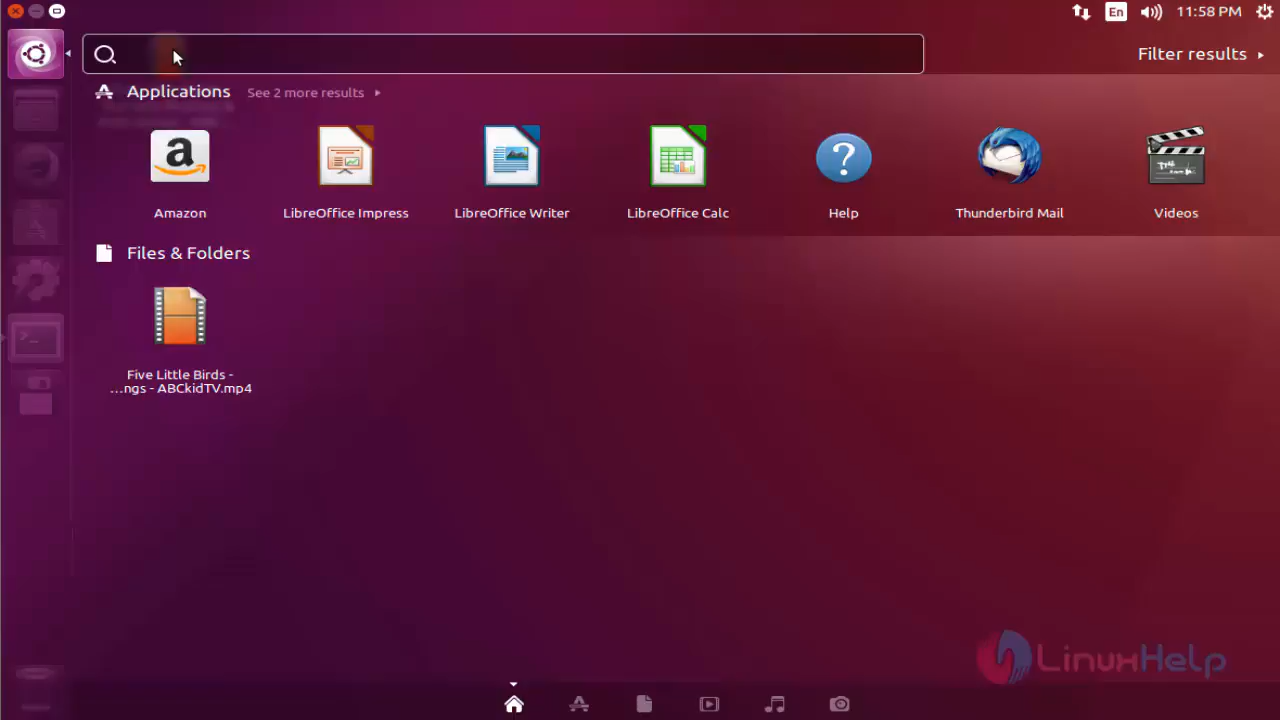 En 11:58 PM
Filter results
Applications See 2 more results
Amazon LibreOffice Impress LibreOffice Writer LibreOffice Calc Help Thunderbird Mail Videos
Files & Folders
Five Little Birds -
...ngs - ABCkidTV.mp4
LinuxHelp